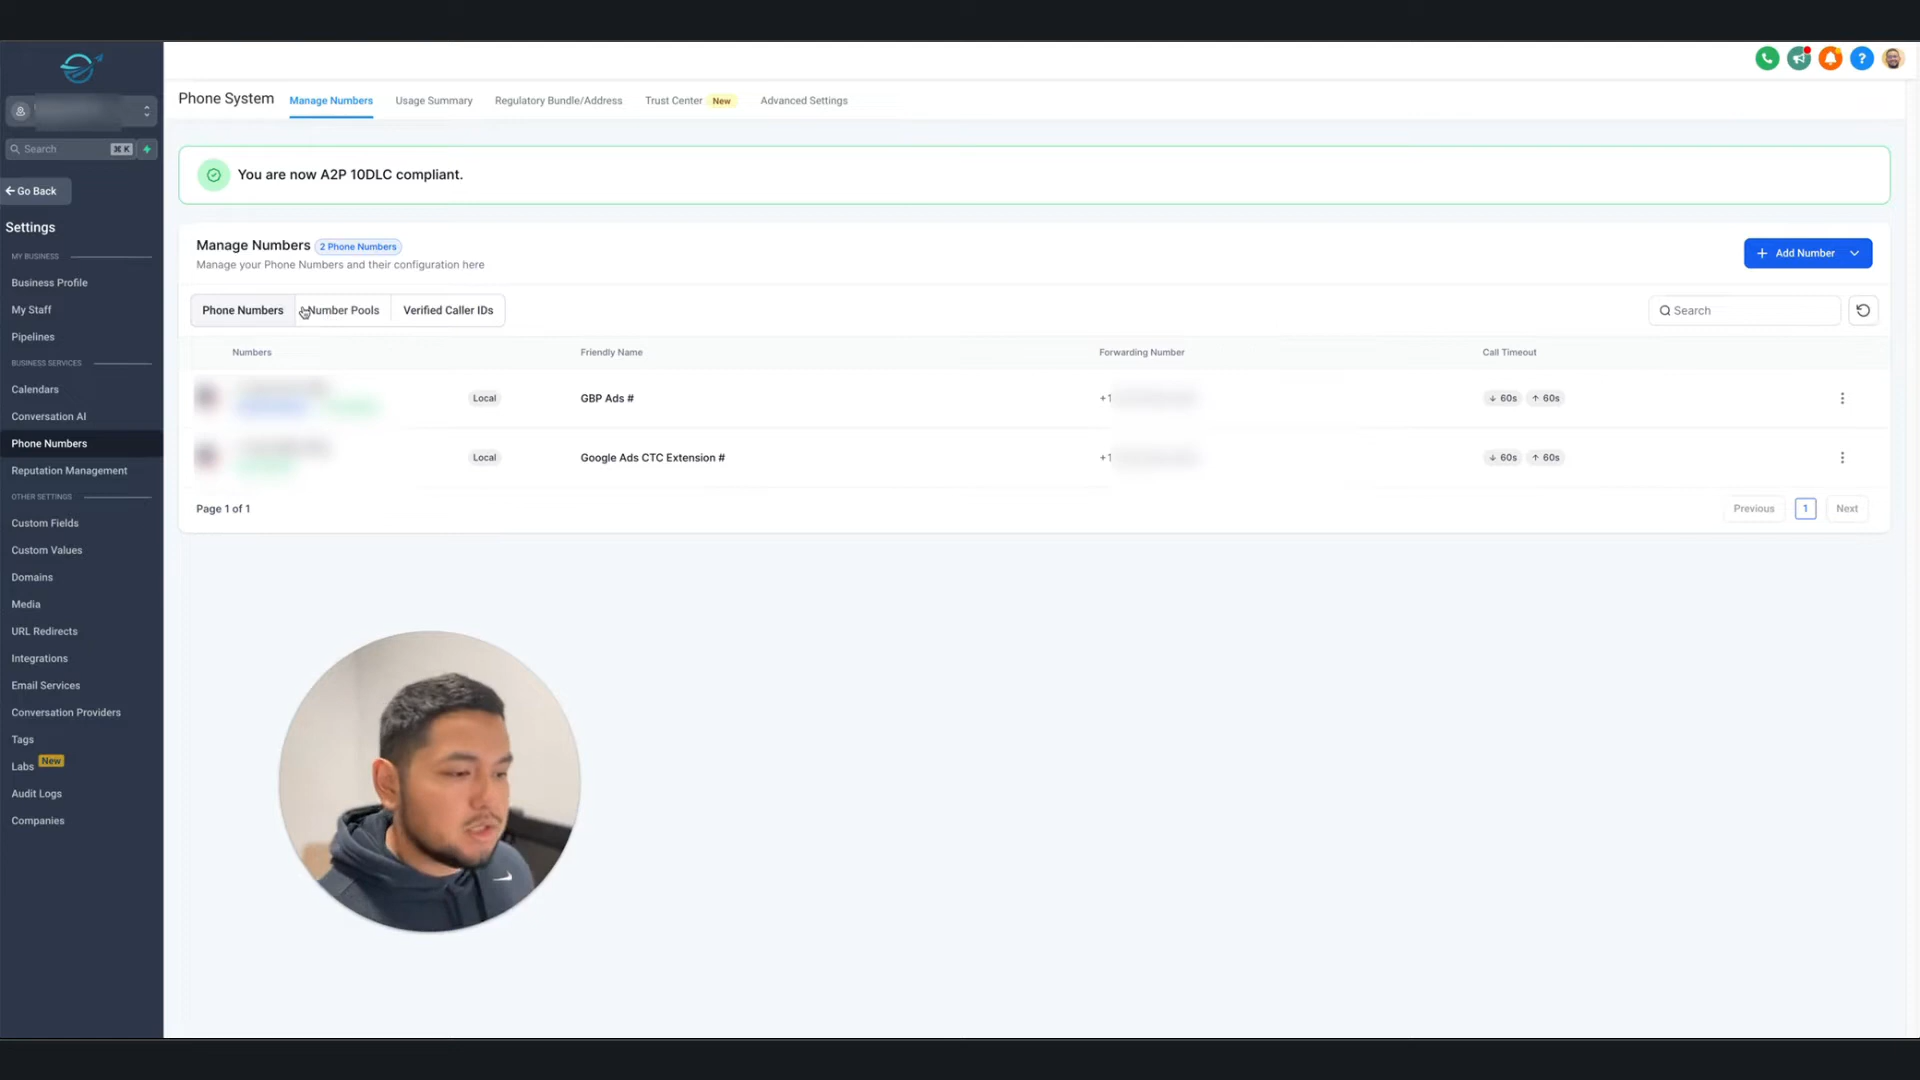 Phone System
Manage Numbers
Usage Summary
Regulatory Bundle/Address
Trust Center New
Advanced Settings
Search ⌘ K
Go Back
Settings
MY BUSINESS
Business Profile
My Staff
Pipelines
BUSINESS SERVICES
Calendars
Conversation AI
Phone Numbers
Reputation Management
OTHER SETTINGS
Custom Fields
Custom Values
Domains
Media
URL Redirects
Integrations
Email Services
Conversation Providers
Tags
Labs New
Audit Logs
Companies
You are now A2P 10DLC compliant.
Manage Numbers 2 Phone Numbers
Manage your Phone Numbers and their configuration here
+ Add Number
Phone Numbers
Number Pools
Verified Caller IDs
Search
Numbers
Friendly Name
Forwarding Number
Call Timeout
Local
GBP Ads #
+1
↓ 60s ↑ 60s
Local
Google Ads CTC Extension #
+1
↓ 60s ↑ 60s
Page 1 of 1
Previous 1 Next